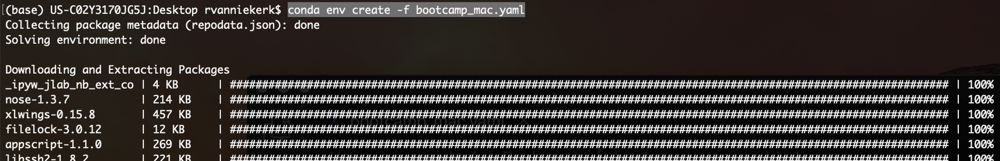 (base) US-C02Y3170JG5J:Desktop rvanniekerk$ conda env create -f bootcamp_mac.yaml
Collecting package metadata (repodata.json): done
Solving environment: done
Downloading and Extracting Packages
_ipyw_jlab_nb_ext_co | 4 KB      | ################################################################################################################ | 100%
nose-1.3.7           | 214 KB    | ################################################################################################################ | 100%
xlwings-0.15.8       | 457 KB    | ################################################################################################################ | 100%
filelock-3.0.12      | 12 KB     | ################################################################################################################ | 100%
appscript-1.1.0      | 269 KB    | ################################################################################################################ | 100%
libssh2-1.8.2        | 221 KB    | ################################################################################################################ | 100%
bootcamp_mac.yaml